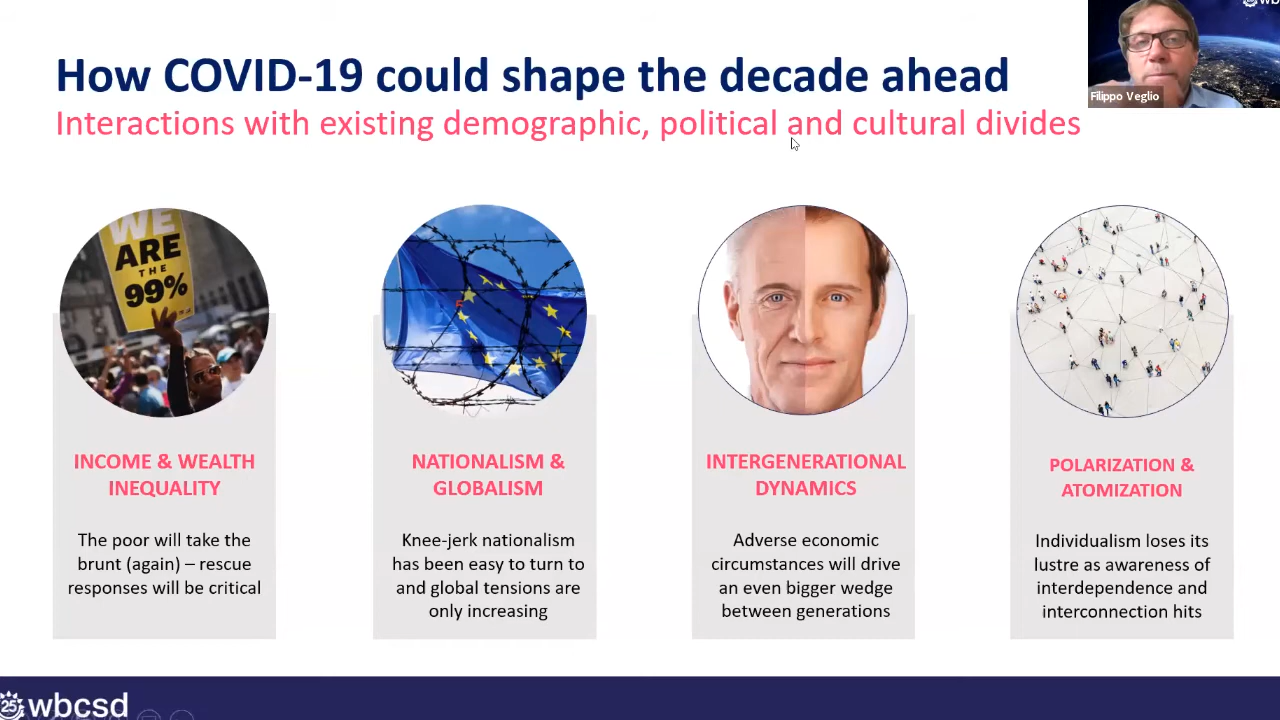 How COVID-19 could shape the decade ahead
Interactions with existing demographic, political and cultural divides
wb
Filippo Veglio
WE
ARE
THE
99%
INCOME & WEALTH
INEQUALITY
The poor will take the
brunt (again) – rescue
responses will be critical
NATIONALISM &
GLOBALISM
Knee-jerk nationalism
has been easy to turn to
and global tensions are
only increasing
INTERGENERATIONAL
DYNAMICS
Adverse economic
circumstances will drive
an even bigger wedge
between generations
POLARIZATION &
ATOMIZATION
Individualism loses its
lustre as awareness of
interdependence and
interconnection hits
25 wbcsd